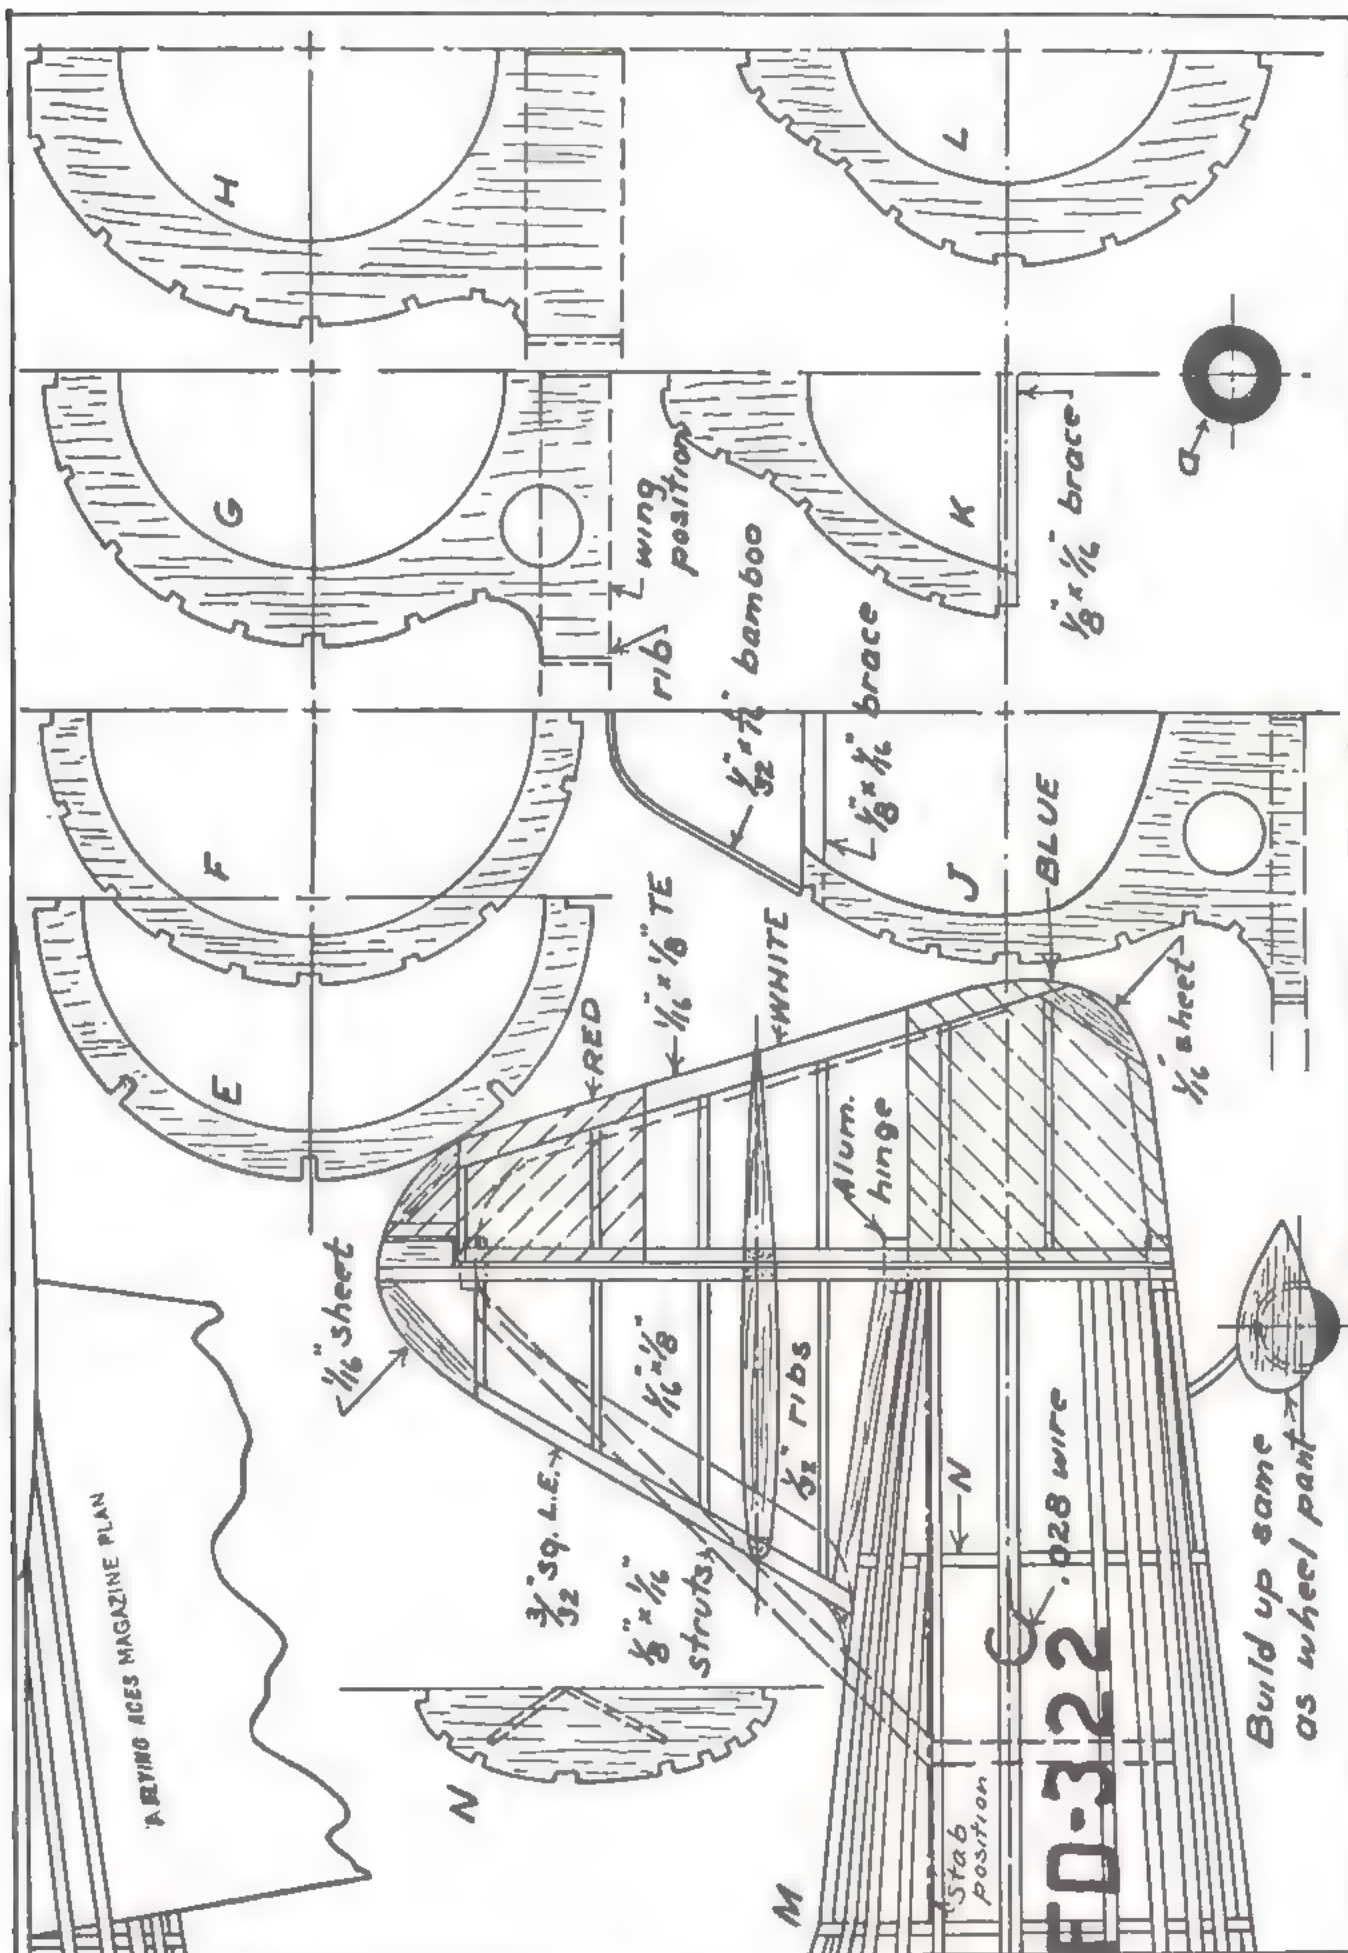 H
L
G
wing
position
rib
K
1/8" x 1/16" brace
a
F
E
1/32" x 1/16" bamboo
1/8" x 1/16" brace
J
BLUE
RED
1/16" x 1/8" TE
WHITE
Alum.
hinge
1/16" sheet
1/16" sheet
1/16" x 1/8"
1/32" ribs
3/32" sq. L.E.
1/8" x 1/16"
struts
N
N
.028 wire
Build up same
as wheel pant
A FLYING ACES MAGAZINE PLAN
M
Stab
position
FD-322